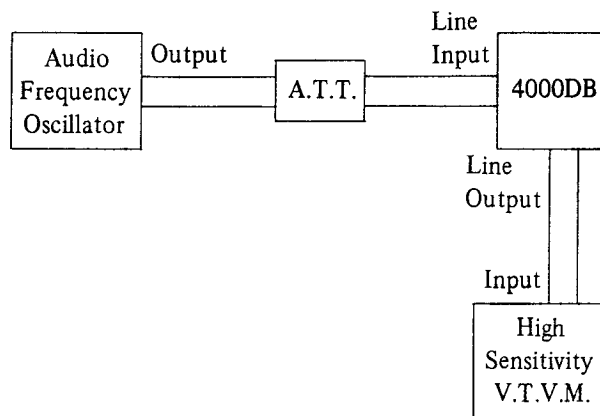 Audio
Frequency
Oscillator
Output
A.T.T.
Line
Input
4000DB
Line
Output
Input
High
Sensitivity
V.T.V.M.